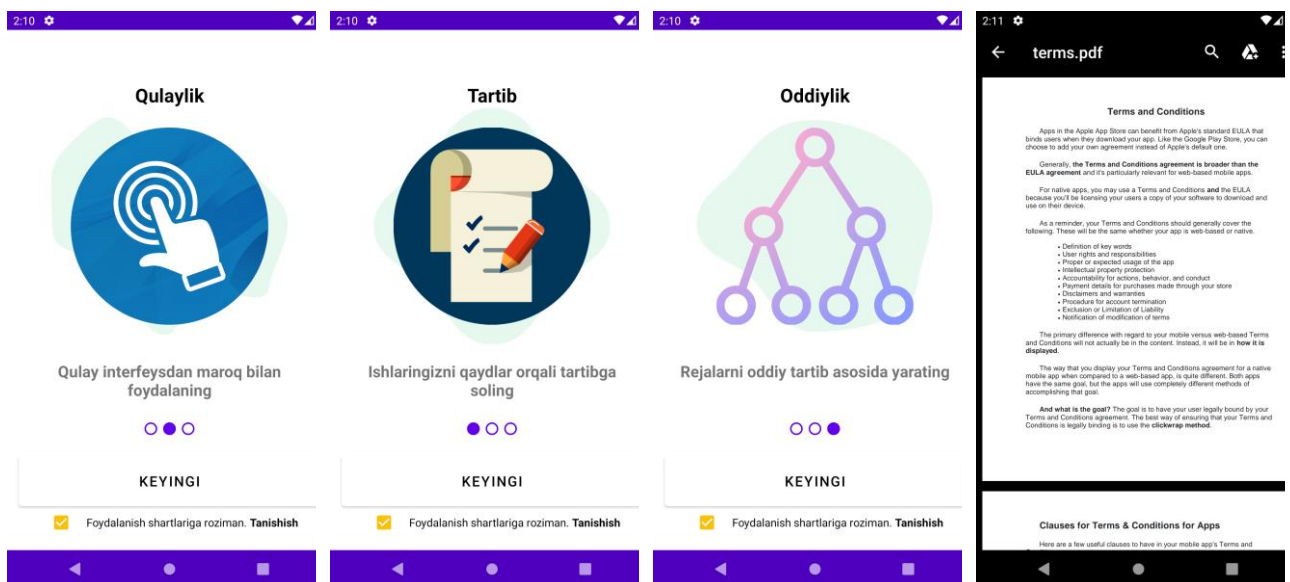 2:10
Qulaylik
Qulay interfeysdan maroq bilan
foydalaning
KEYINGI
Foydalanish shartlariga roziman. Tanishish
2:10
Tartib
Ishlaringizni qaydlar orqali tartibga
soling
KEYINGI
Foydalanish shartlariga roziman. Tanishish
2:10
Oddiylik
Rejalarni oddiy tartib asosida yarating
KEYINGI
Foydalanish shartlariga roziman. Tanishish
2:11
terms.pdf
Terms and Conditions
Apps in the Apple App Store can benefit from Apple's standard EULA that
binds users when they download your app. Like the Google Play Store, you can
choose to add your own agreement instead of Apple's default one.
Generally, the Terms and Conditions agreement is broader than the
EULA agreement and it's particularly relevant for web-based mobile apps.
For native apps, you may use a Terms and Conditions and the EULA
because you'll be licensing your users a copy of your software to download and
use on their device.
As a reminder, your Terms and Conditions should generally cover the
following. These will be the same whether your app is web-based or native.
• Definition of key words
• User rights and responsibilities
• Proper or expected usage of the app
• Intellectual property protection
• Accountability for actions, behavior, and conduct
• Payment details for purchases made through your store
• Disclaimers and warranties
• Procedure for account termination
• Exclusion or Limitation of Liability
• Notification of modification of terms
The primary difference with regard to your mobile versus web-based Terms
and Conditions will not actually be in the content. Instead, it will be in how it is
displayed.
The way that you display your Terms and Conditions agreement for a native
mobile app when compared to a web-based app, is quite different. Both apps
have the same goal, but the apps will use completely different methods of
accomplishing that goal.
And what is the goal? The goal is to have your user legally bound by your
Terms and Conditions agreement. The best way of ensuring that your Terms and
Conditions is legally binding is to use the clickwrap method.
Clauses for Terms & Conditions for Apps
Here are a few useful clauses to have in your mobile app's Terms and